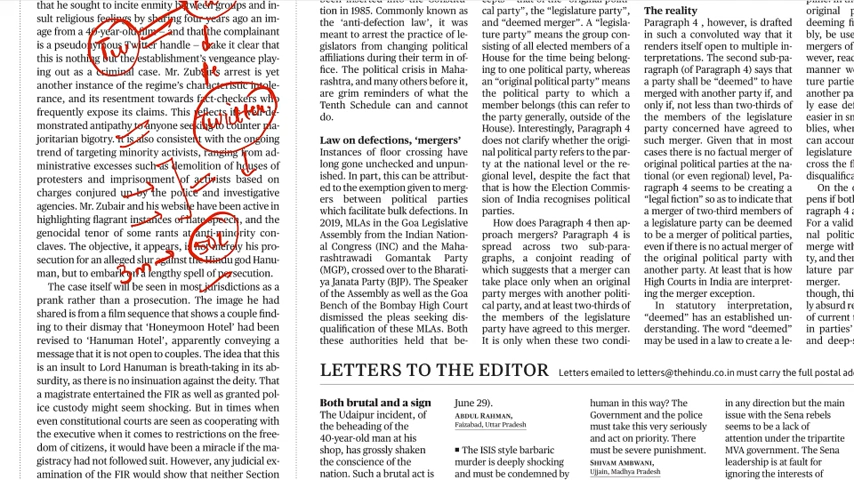 that he sought to incite enmity between groups and in-
sult religious feelings by sharing four years ago an im-
age from a 40-year-old film — and that the complainant
is a pseudonymous Twitter handle — make it clear that
this is nothing but the establishment's vengeance play-
ing out as a criminal case. Mr. Zubair's arrest is yet
another instance of the regime's characteristic intole-
rance, and its resentment towards fact-checkers who
frequently expose its claims. This reflects its
monstrated antipathy to anyone seeking to counter ma-
joritarian bigotry. It is also consistent with the ongoing
trend of targeting minority activists, ranging from ad-
ministrative excesses such as demolition of houses of
protesters and imprisonment of activists based on
charges conjured up by the police and investigative
agencies. Mr. Zubair and his website have been active in
highlighting flagrant instances of hate speech, and the
genocidal tenor of some rants at anti-minority con-
claves. The objective, it appears, is not merely his pro-
secution for an alleged slur against the Hindu god Hanu-
man, but to embark on a lengthy spell of persecution.
The case itself will be seen in most jurisdictions as a
prank rather than a prosecution. The image he had
shared is from a film sequence that shows a couple find-
ing to their dismay that 'Honeymoon Hotel' had been
revised to 'Hanuman Hotel', apparently conveying a
message that it is not open to couples. The idea that this
is an insult to Lord Hanuman is breath-taking in its ab-
surdity, as there is no insinuation against the deity. That
a magistrate entertained the FIR as well as granted pol-
ice custody might seem shocking. But in times when
even constitutional courts are seen as cooperating with
the executive when it comes to restrictions on the free-
dom of citizens, it would have been a miracle if the ma-
gistracy had not followed suit. However, any judicial ex-
amination of the FIR would show that neither Section
tion in 1985. Commonly known as
the 'anti-defection law', it was
meant to arrest the practice of le-
gislators from changing political
affiliations during their term in of-
fice. The political crisis in Maha-
rashtra, and many others before it,
are grim reminders of what the
Tenth Schedule can and cannot
do.
Law on defections, 'mergers'
Instances of floor crossing have
long gone unchecked and unpun-
ished. In part, this can be attribut-
ed to the exemption given to merg-
ers between political parties
which facilitate bulk defections. In
2019, MLAs in the Goa Legislative
Assembly from the Indian Nation-
al Congress (INC) and the Maha-
rashtrawadi Gomantak Party
(MGP), crossed over to the Bharati-
ya Janata Party (BJP). The Speaker
of the Assembly as well as the Goa
Bench of the Bombay High Court
dismissed the pleas seeking dis-
qualification of these MLAs. Both
these authorities held that be-
party", the "legislature party",
and "deemed merger". A "legisla-
ture party" means the group con-
sisting of all elected members of a
House for the time being belong-
ing to one political party, whereas
an "original political party" means
the political party to which a
member belongs (this can refer to
the party generally, outside of the
House). Interestingly, Paragraph 4
does not clarify whether the origi-
nal political party refers to the par-
ty at the national level or the re-
gional level, despite the fact that
that is how the Election Commis-
sion of India recognises political
parties.
How does Paragraph 4 then ap-
proach mergers? Paragraph 4 is
spread across two sub-para-
graphs, a conjoint reading of
which suggests that a merger can
take place only when an original
party merges with another politi-
cal party, and at least two-thirds of
the members of the legislature
party have agreed to this merger.
It is only when these two condi-
The reality
Paragraph 4 , however, is drafted
in such a convoluted way that it
renders itself open to multiple in-
terpretations. The second sub-pa-
ragraph (of Paragraph 4) says that
a party shall be "deemed" to have
merged with another party if, and
only if, not less than two-thirds of
the members of the legislature
party concerned have agreed to
such merger. Given that in most
cases there is no factual merger of
original political parties at the na-
tional (or even regional) level, Pa-
ragraph 4 seems to be creating a
"legal fiction" so as to indicate that
a merger of two-third members of
a legislature party can be deemed
to be a merger of political parties,
even if there is no actual merger of
the original political party with
another party. At least that is how
High Courts in India are interpret-
ing the merger exception.
In statutory interpretation,
"deemed" has an established un-
derstanding. The word "deemed"
may be used in a law to create a le-
LETTERS TO THE EDITOR Letters emailed to letters@thehindu.co.in must carry the full postal
Both brutal and a sign
The Udaipur incident, of
the beheading of the
40-year-old man at his
shop, has grossly shaken
the conscience of the
nation. Such a brutal act is
June 29).
ABDUL REHMAN,
Faizabad, Uttar Pradesh
■ The ISIS style barbaric
murder is deeply shocking
and must be condemned by
human in this way? The
Government and the police
must take this very seriously
and act on priority. There
must be severe punishment.
SHIVAM AMBWANI,
Ujjain, Madhya Pradesh
in any direction but the main
issue with the Sena rebels
seems to be a lack of
attention under the tripartite
MVA government. The Sena
leadership is at fault for
ignoring the interests of